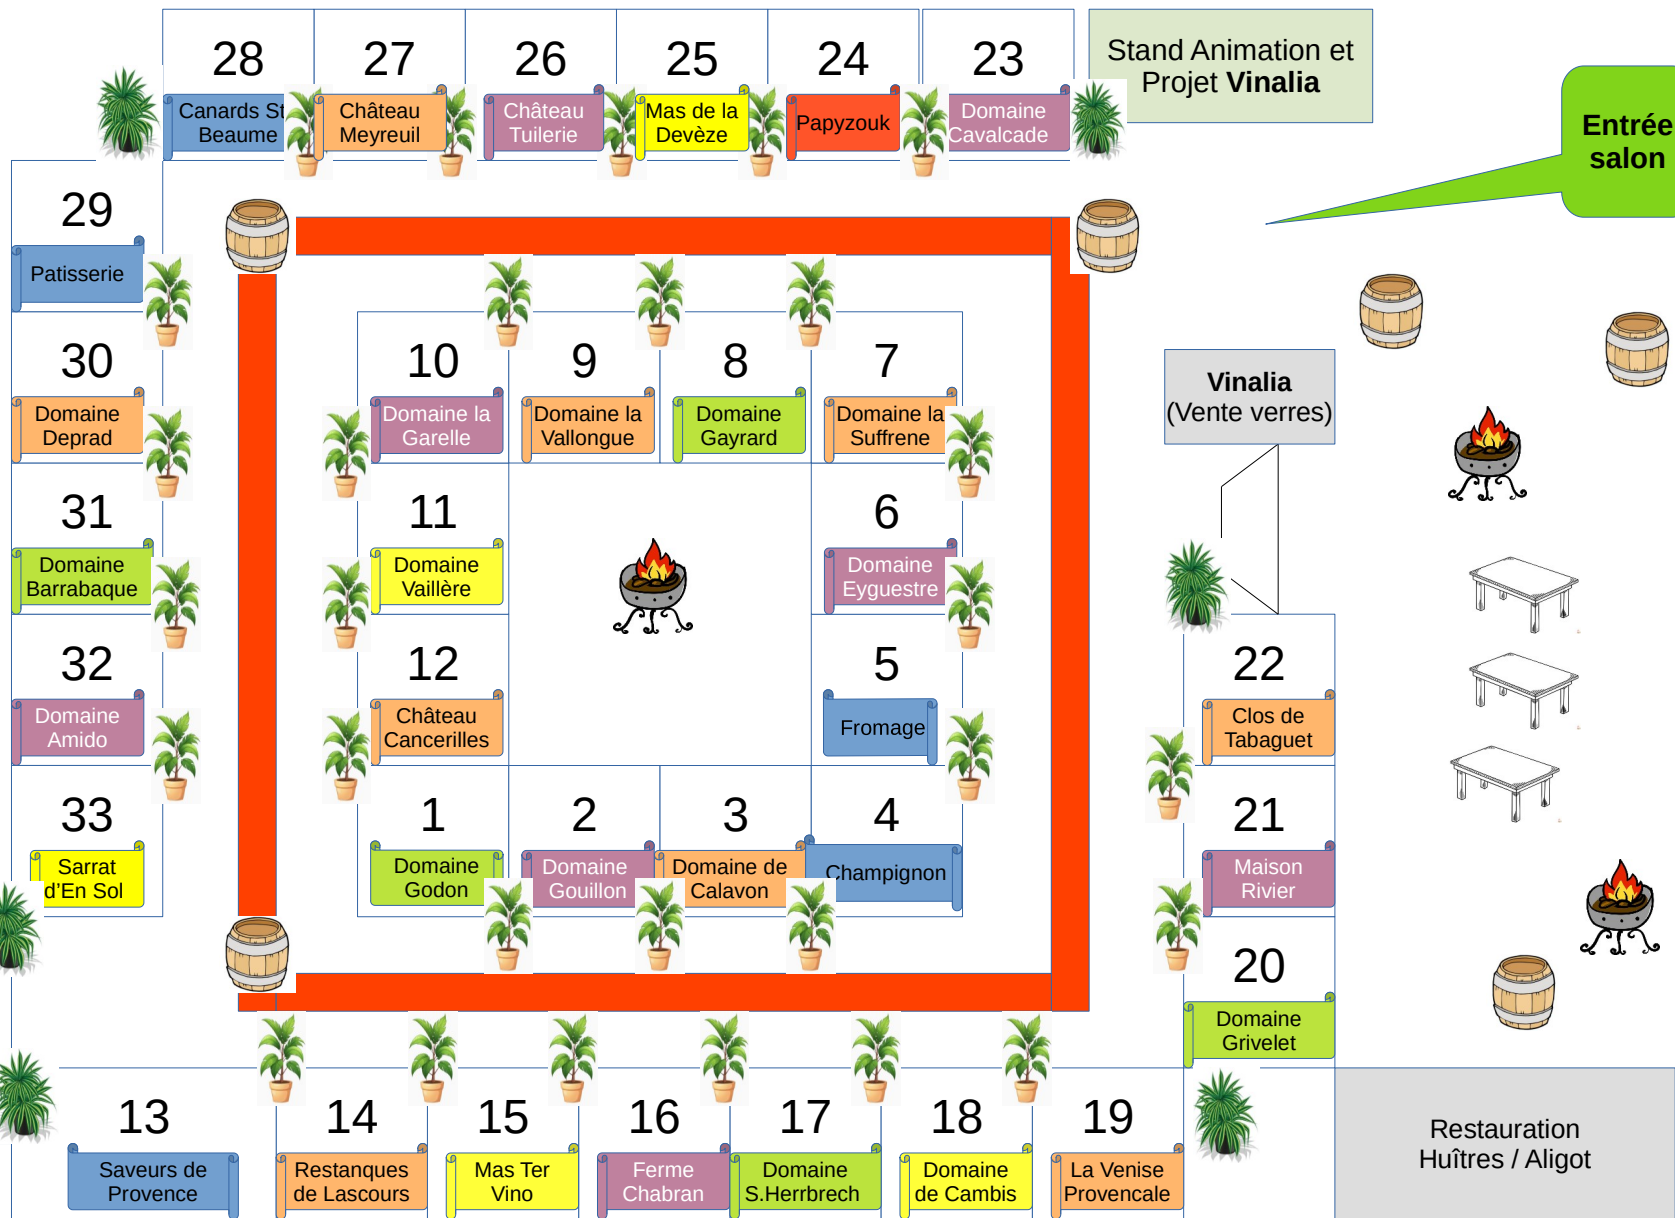 28
27
26
25
24
23
Stand Animation et
Projet Vinalia
Entrée
salon
Canards St
Beaume
Château
Meyreuil
Château
Tuilerie
Mas de la
Devèze
Papyzouk
Domaine
Cavalcade
29
Patisserie
30
Domaine
Deprad
31
Domaine
Barrabaque
32
Domaine
Amido
33
Sarrat
d'En Sol
10
Domaine la
Garelle
9
Domaine la
Vallongue
8
Domaine
Gayrard
7
Domaine la
Suffrene
11
Domaine
Vaillère
6
Domaine
Eyguestre
12
Château
Cancerilles
5
Fromage
1
Domaine
Godon
2
Domaine
Gouillon
3
Domaine de
Calavon
4
Champignon
Vinalia
(Vente verres)
22
Clos de
Tabaguet
21
Maison
Rivier
20
Domaine
Grivelet
13
Saveurs de
Provence
14
Restanques
de Lascours
15
Mas Ter
Vino
16
Ferme
Chabran
17
Domaine
S.Herrbrech
18
Domaine
de Cambis
19
La Venise
Provencale
Restauration
Huîtres / Aligot